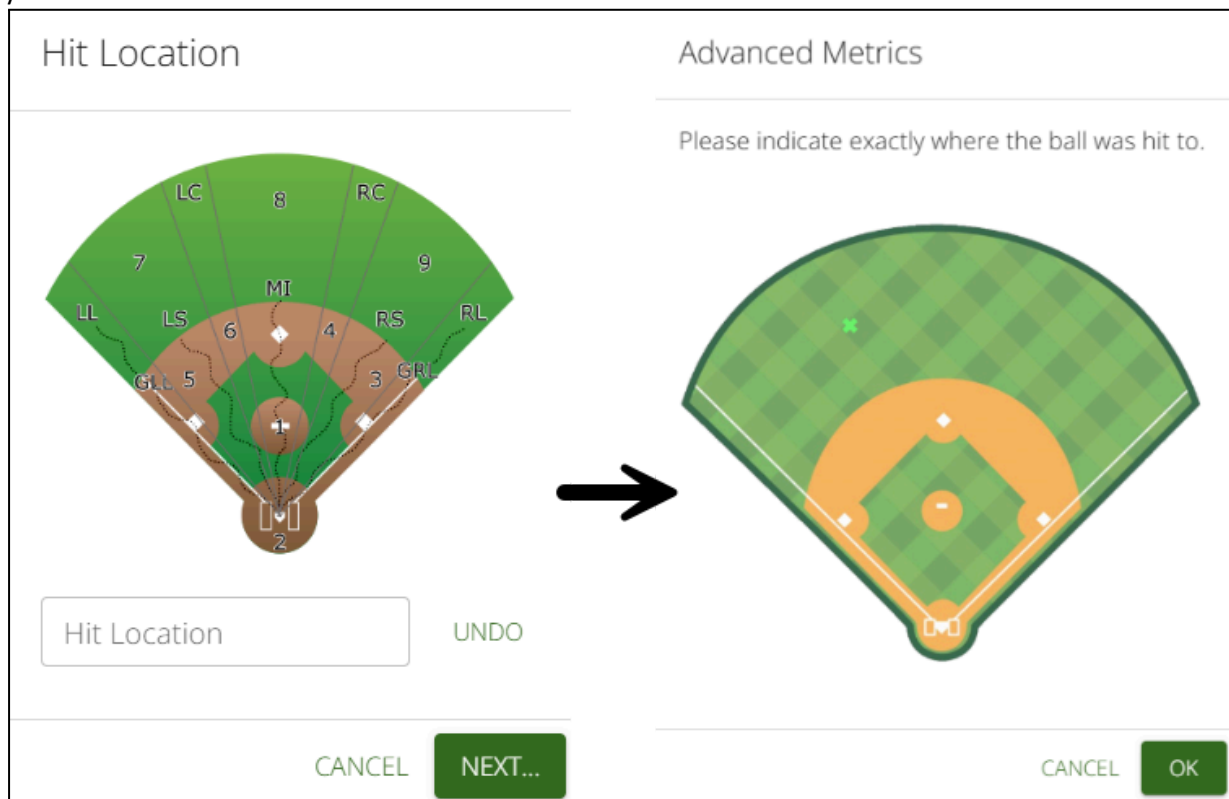 Hit Location
LC
8
RC
7
9
MI
LL
LS
6
4
RS
RL
GLL
5
3
GRL
1
2
Hit Location
UNDO
CANCEL
NEXT...
Advanced Metrics
Please indicate exactly where the ball was hit to.
CANCEL
OK